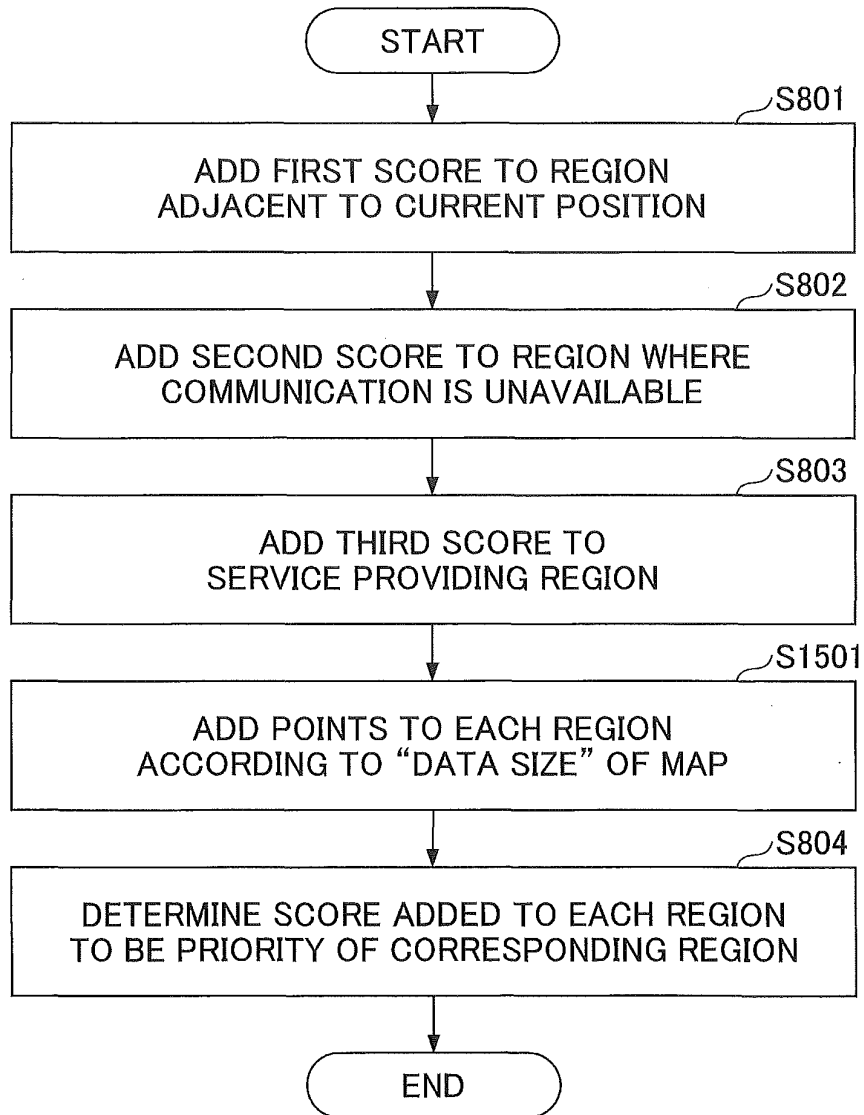 START
S801
ADD FIRST SCORE TO REGION
ADJACENT TO CURRENT POSITION
S802
ADD SECOND SCORE TO REGION WHERE
COMMUNICATION IS UNAVAILABLE
S803
ADD THIRD SCORE TO
SERVICE PROVIDING REGION
S1501
ADD POINTS TO EACH REGION
ACCORDING TO “DATA SIZE” OF MAP
S804
DETERMINE SCORE ADDED TO EACH REGION
TO BE PRIORITY OF CORRESPONDING REGION
END